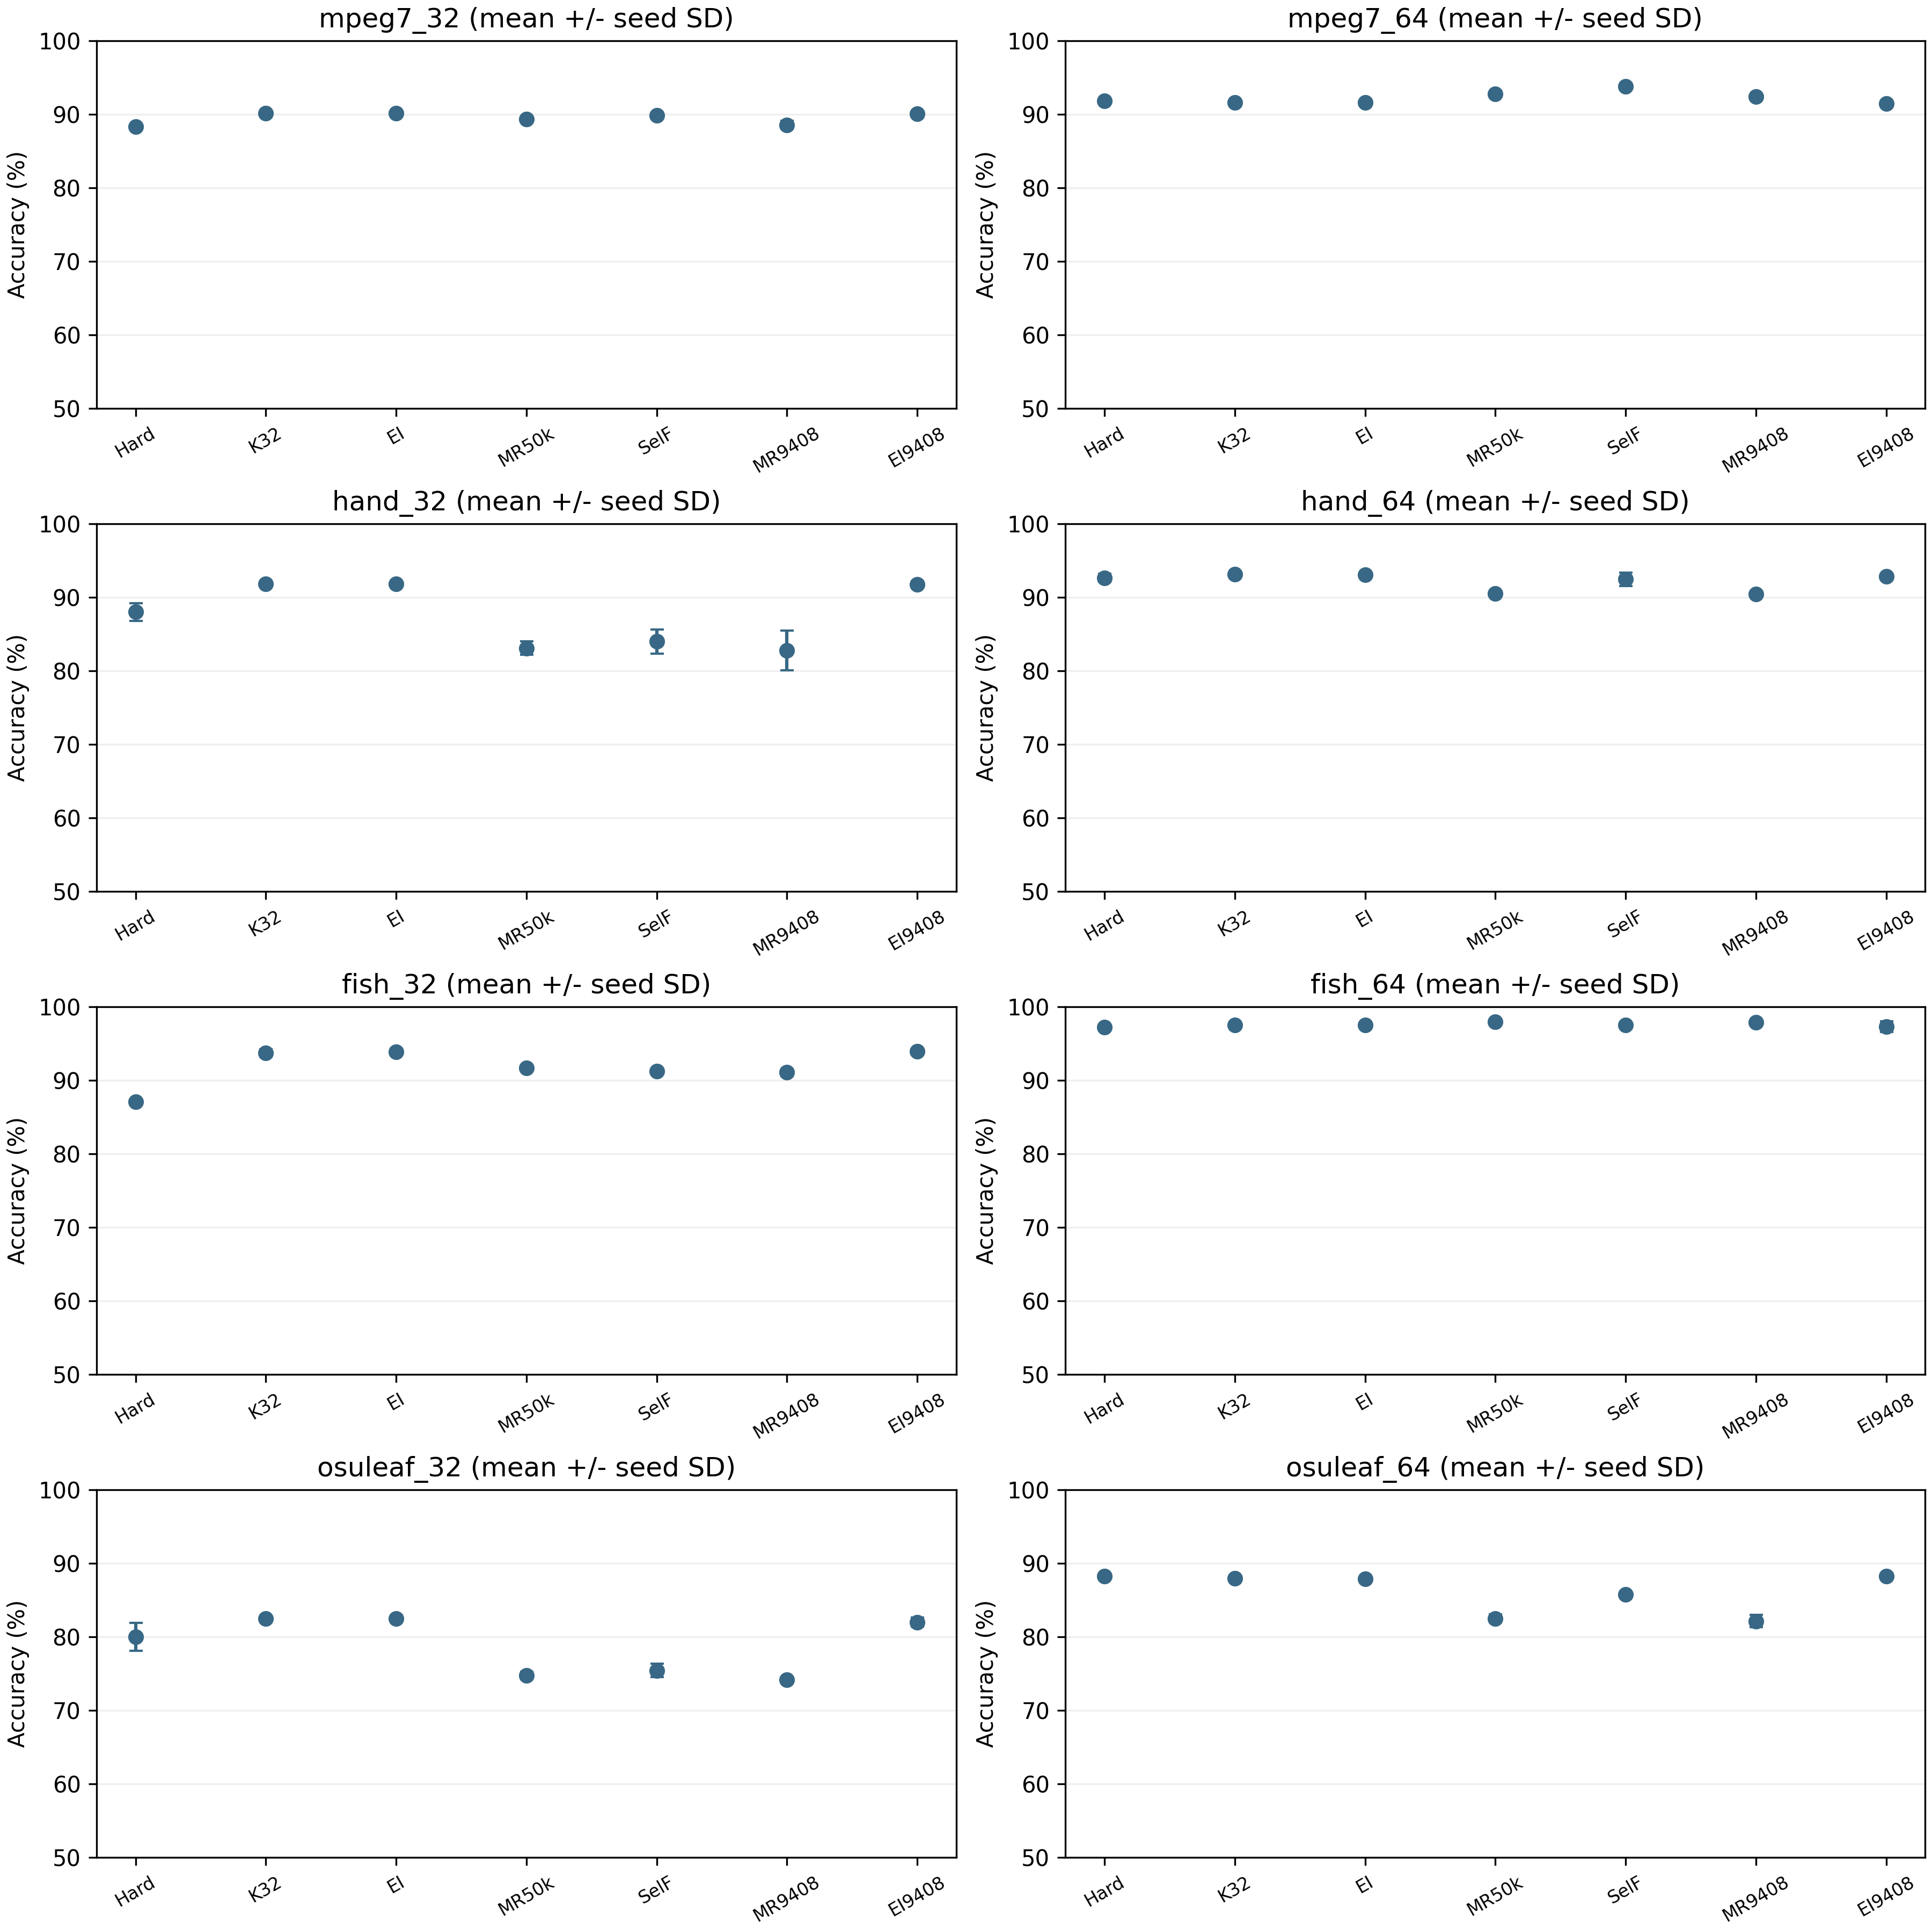 mpeg7_32 (mean +/- seed SD)
100
90
80
70
60
50
Accuracy (%)
Hard
K32
EI
MR50k
SelF
MR9408
EI9408
mpeg7_64 (mean +/- seed SD)
100
90
80
70
60
50
Accuracy (%)
Hard
K32
EI
MR50k
SelF
MR9408
EI9408
hand_32 (mean +/- seed SD)
100
90
80
70
60
50
Accuracy (%)
Hard
K32
EI
MR50k
SelF
MR9408
EI9408
hand_64 (mean +/- seed SD)
100
90
80
70
60
50
Accuracy (%)
Hard
K32
EI
MR50k
SelF
MR9408
EI9408
fish_32 (mean +/- seed SD)
100
90
80
70
60
50
Accuracy (%)
Hard
K32
EI
MR50k
SelF
MR9408
EI9408
fish_64 (mean +/- seed SD)
100
90
80
70
60
50
Accuracy (%)
Hard
K32
EI
MR50k
SelF
MR9408
EI9408
osuleaf_32 (mean +/- seed SD)
100
90
80
70
60
50
Accuracy (%)
Hard
K32
EI
MR50k
SelF
MR9408
EI9408
osuleaf_64 (mean +/- seed SD)
100
90
80
70
60
50
Accuracy (%)
Hard
K32
EI
MR50k
SelF
MR9408
EI9408